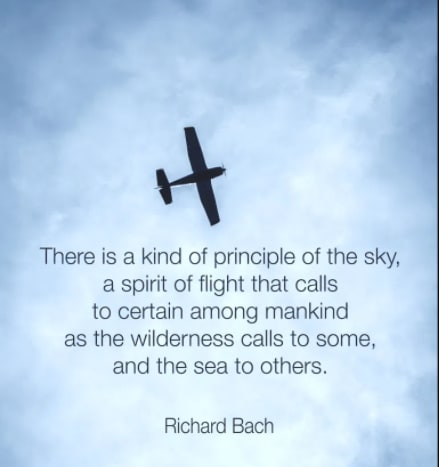 There is a kind of principle of the sky,
a spirit of flight that calls
to certain among mankind
as the wilderness calls to some,
and the sea to others.
Richard Bach